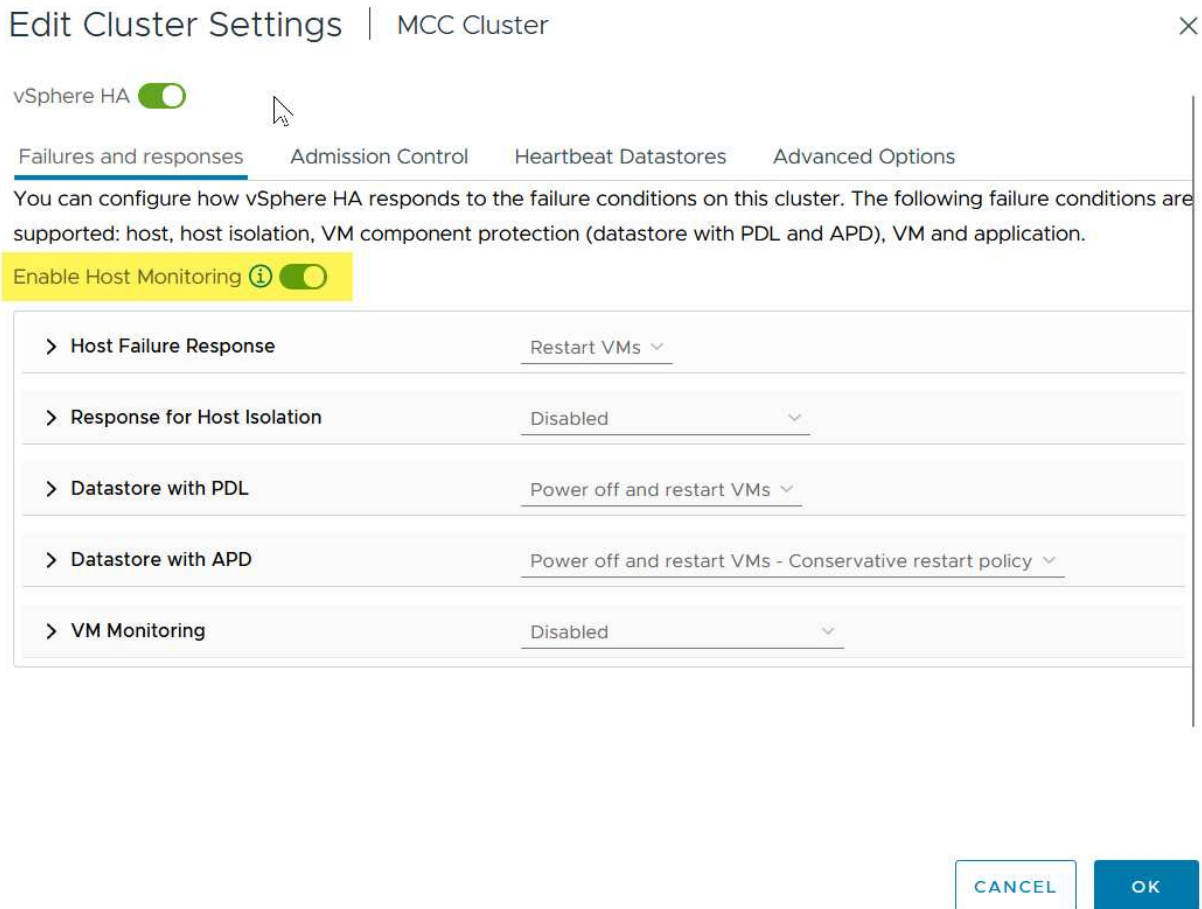 Edit Cluster Settings | MCC Cluster
vSphere HA
Failures and responses Admission Control Heartbeat Datastores Advanced Options
You can configure how vSphere HA responds to the failure conditions on this cluster. The following failure conditions are
supported: host, host isolation, VM component protection (datastore with PDL and APD), VM and application.
Enable Host Monitoring
Host Failure Response Restart VMs
Response for Host Isolation Disabled
Datastore with PDL Power off and restart VMs
Datastore with APD Power off and restart VMs - Conservative restart policy
VM Monitoring Disabled
CANCEL OK